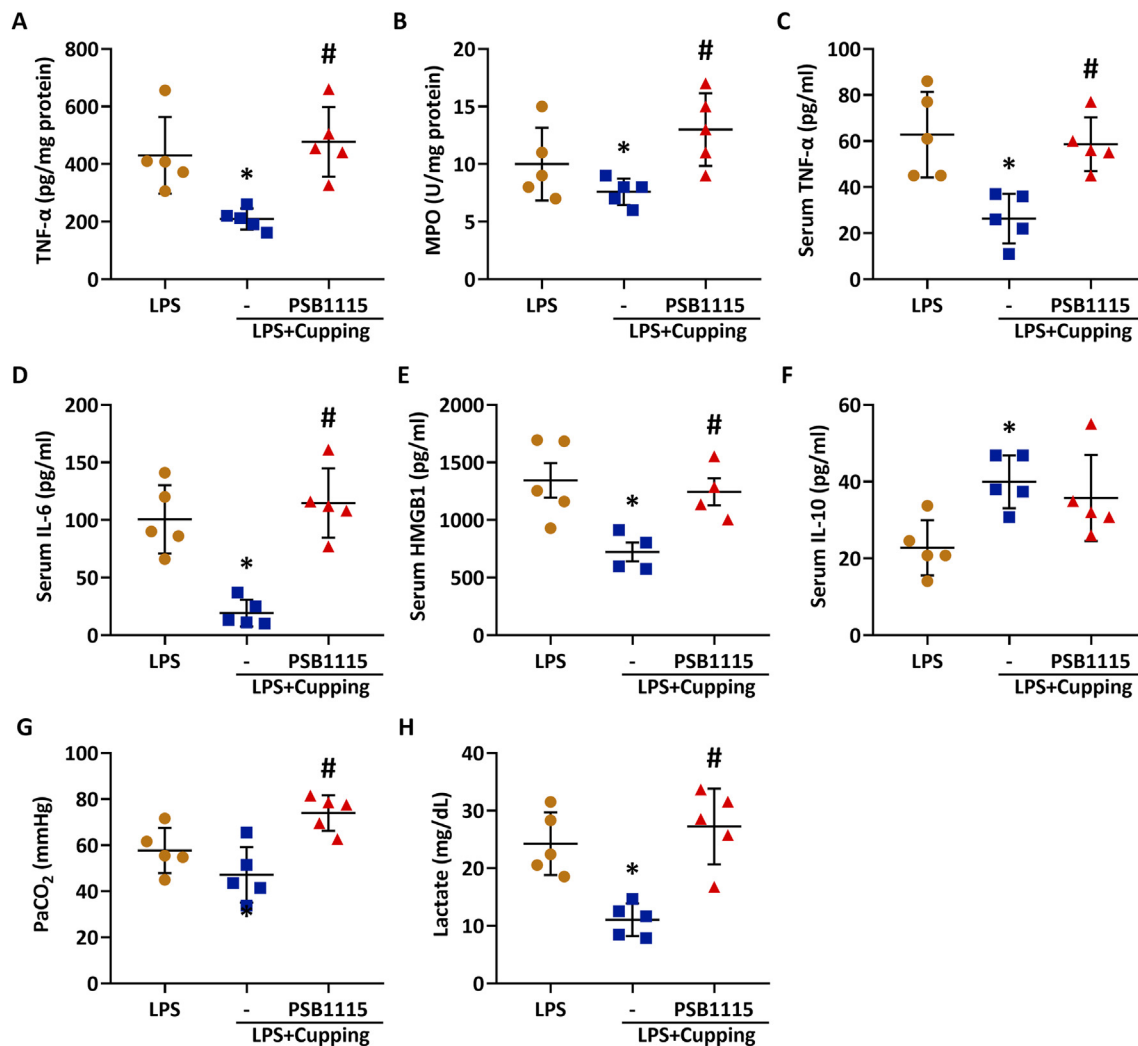 A
TNF-α (pg/mg protein)
800
600
400
200
0
*
#
LPS
-
PSB1115
LPS+Cupping
B
MPO (U/mg protein)
20
15
10
5
0
*
#
LPS
-
PSB1115
LPS+Cupping
C
Serum TNF-α (pg/ml)
100
80
60
40
20
0
*
#
LPS
-
PSB1115
LPS+Cupping
D
Serum IL-6 (pg/ml)
200
150
100
50
0
*
#
LPS
-
PSB1115
LPS+Cupping
E
Serum HMGB1 (pg/ml)
2000
1500
1000
500
0
*
#
LPS
-
PSB1115
LPS+Cupping
F
Serum IL-10 (pg/ml)
60
40
20
0
*
LPS
-
PSB1115
LPS+Cupping
G
PaCO₂ (mmHg)
100
80
60
40
20
0
*
#
LPS
-
PSB1115
LPS+Cupping
H
Lactate (mg/dL)
40
30
20
10
0
*
#
LPS
-
PSB1115
LPS+Cupping